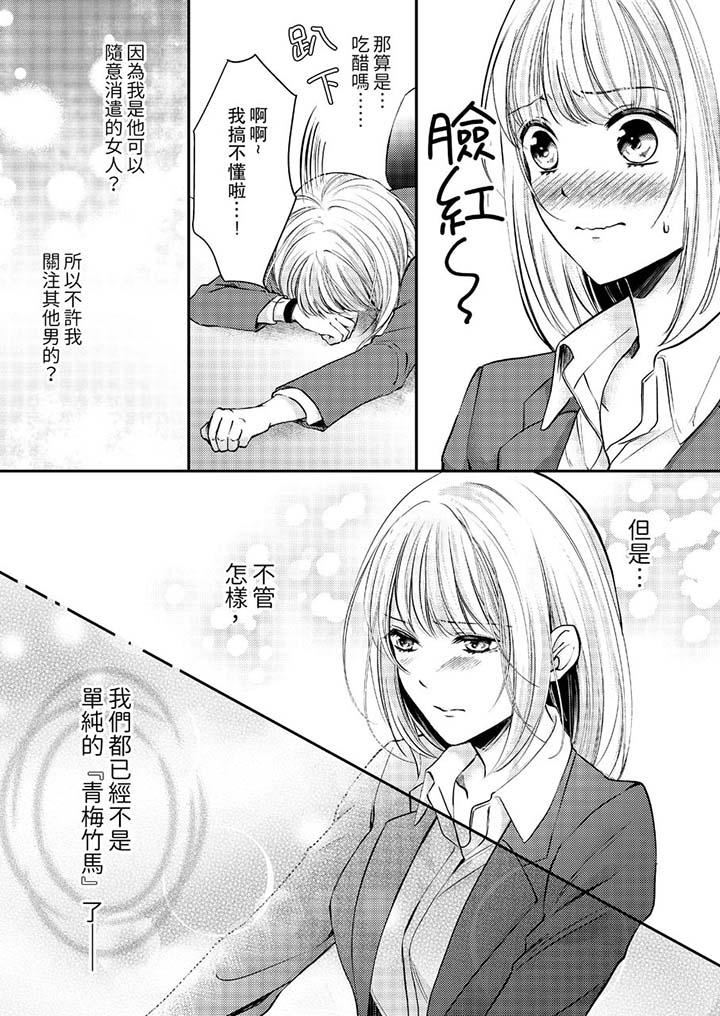 臉紅～
那算是…
吃醋嗎……
趴下
啊啊~
我搞不懂啦…！
因為我是他可以
隨意消遣的女人？
所以不許我
關注其他男的？
但是…
不管
怎樣，
我們都已經不是
單純的『青梅竹馬』了——